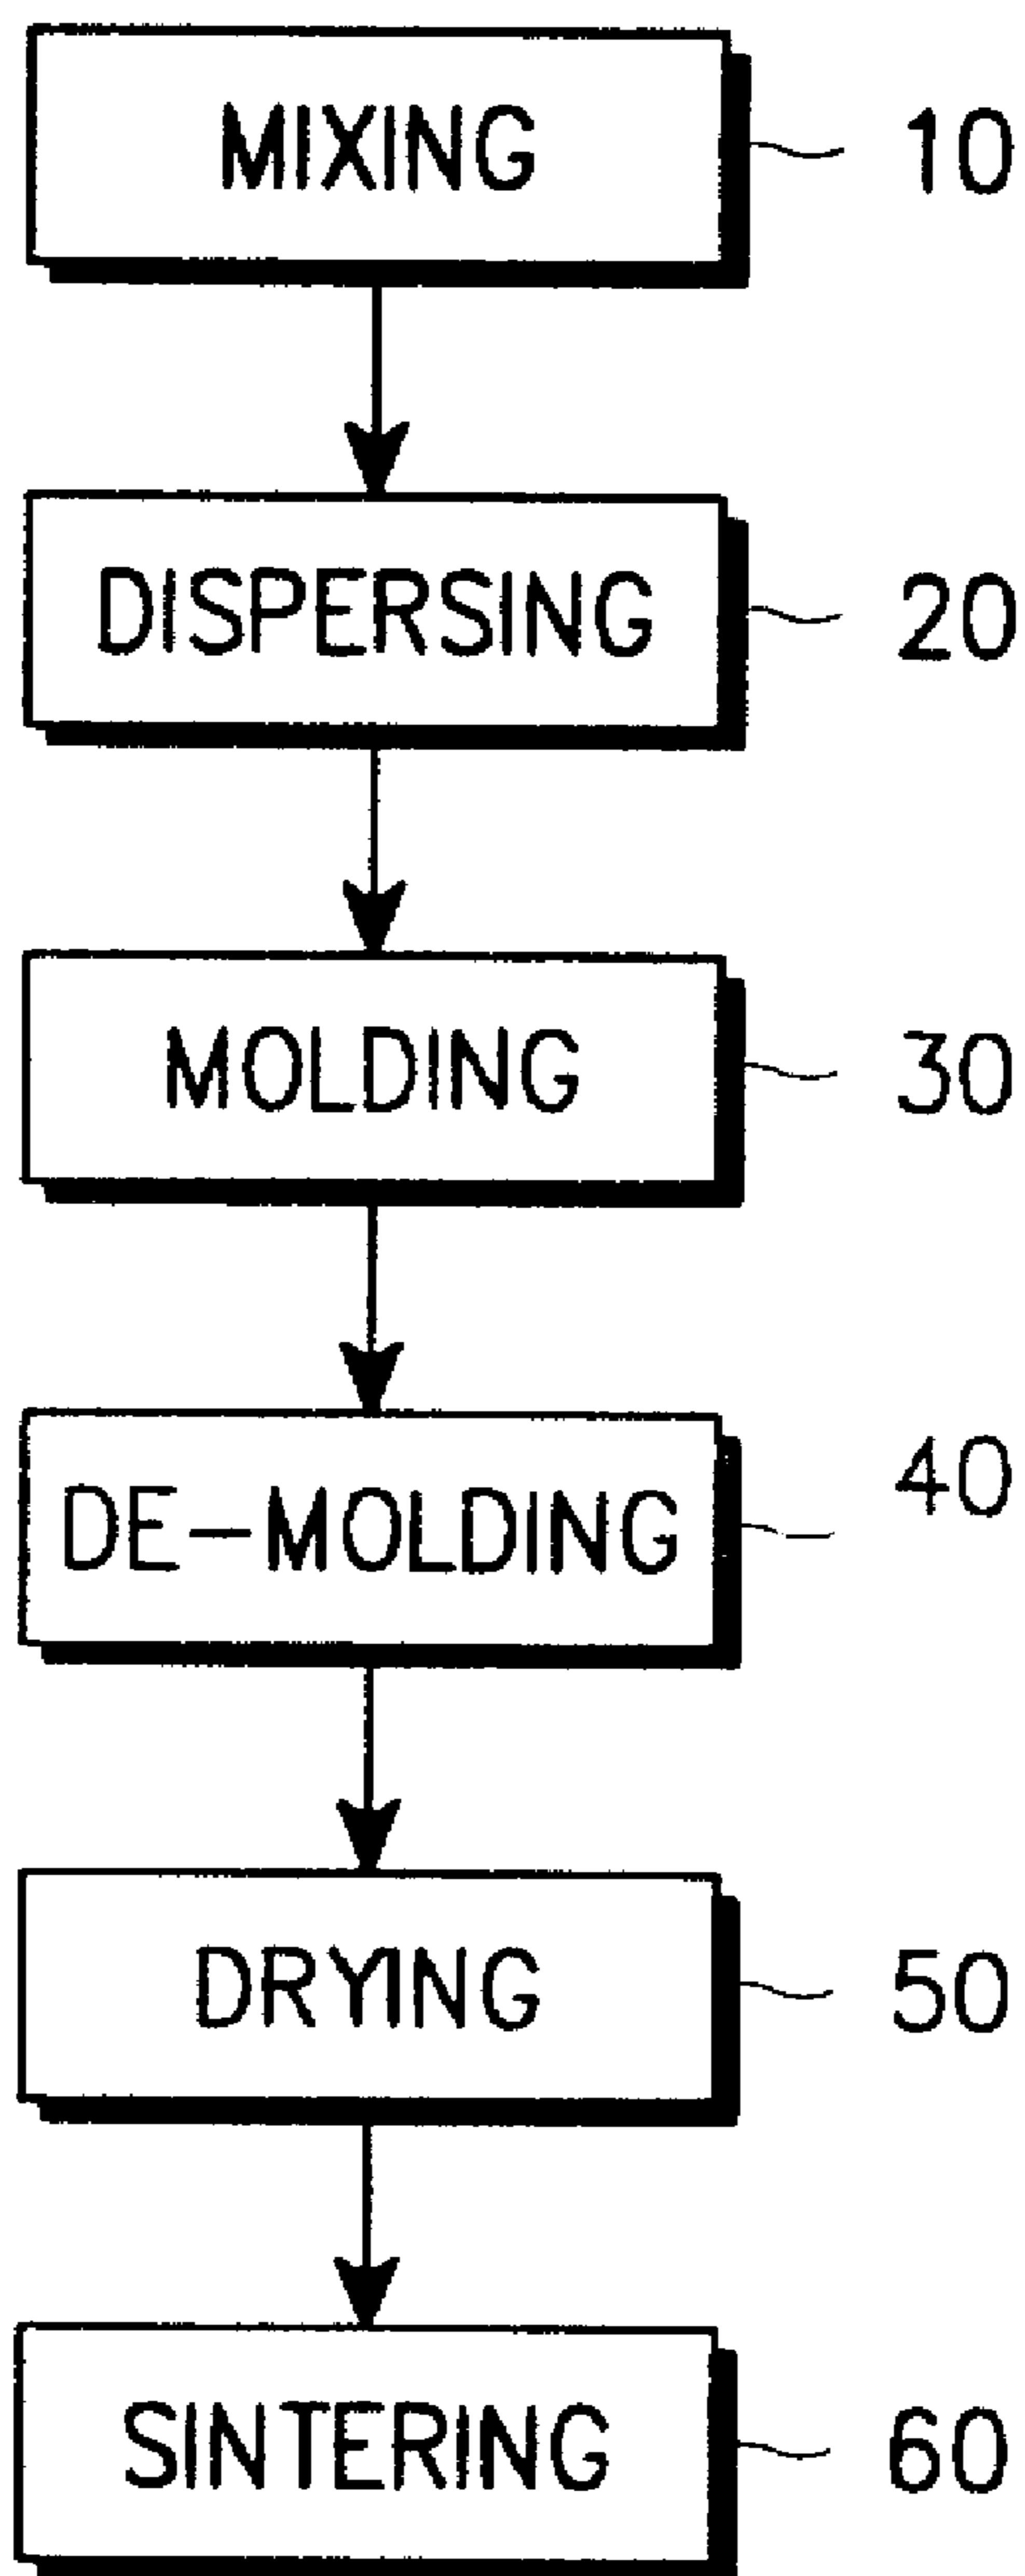 MIXING 10
DISPERSING 20
MOLDING 30
DE-MOLDING 40
DRYING 50
SINTERING 60